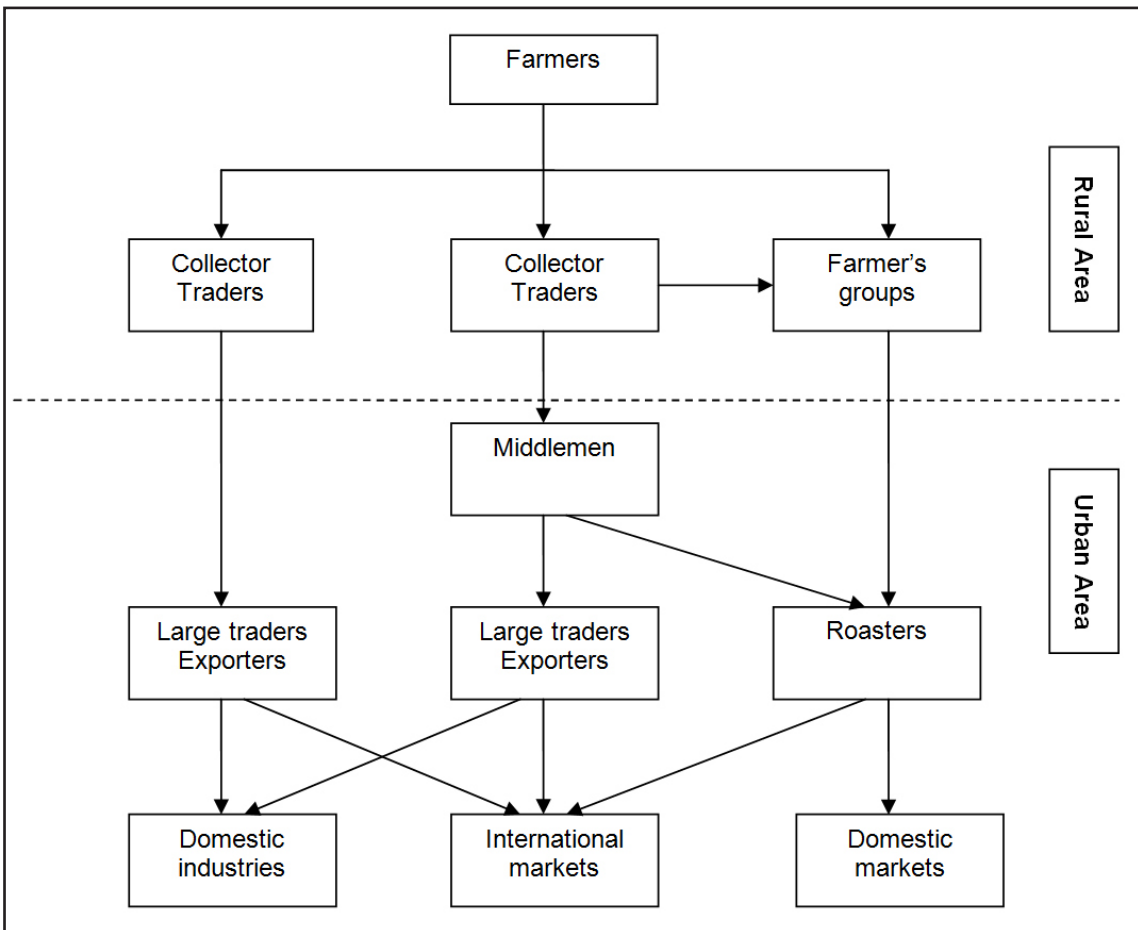 Farmers
Rural Area
Collector
Traders
Collector
Traders
Farmer's
groups
Middlemen
Urban Area
Large traders
Exporters
Large traders
Exporters
Roasters
Domestic
industries
International
markets
Domestic
markets